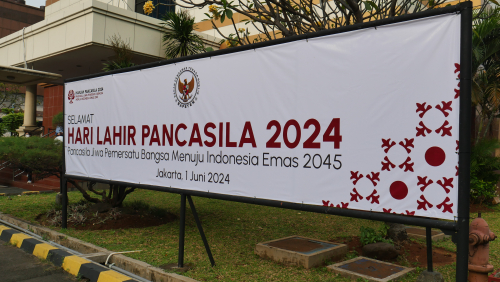 SELAMAT
HARI LAHIR PANCASILA 2024
Pancasila Jiwa Pemersatu Bangsa Menuju Indonesia Emas 2045
Jakarta, 1 Juni 2024